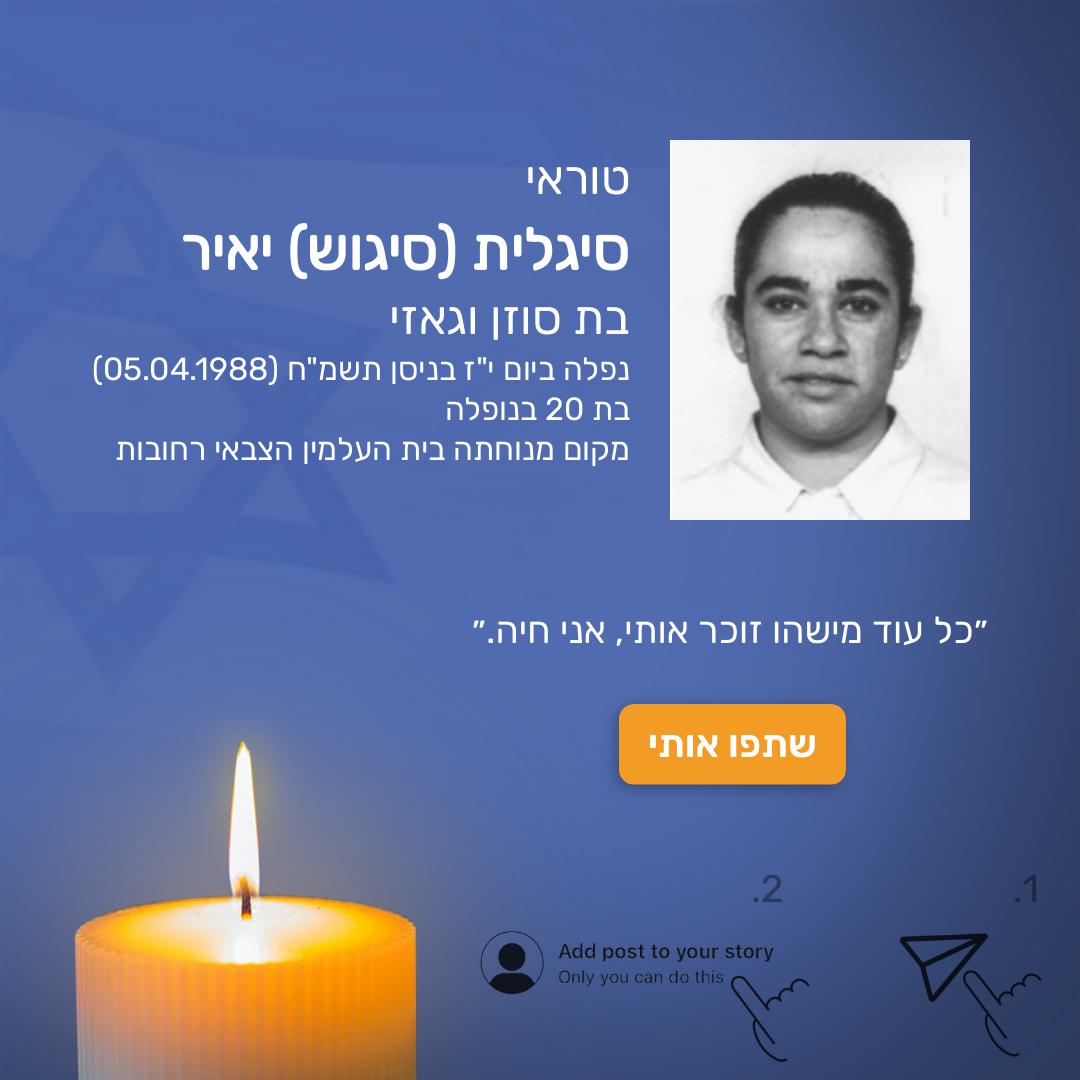 טוראי
סיגלית (סיגוש) יאיר
בת סוזן וגאזי
נפלה ביום י"ז בניסן תשמ"ח (05.04.1988)
בת 20 בנופלה
מקום מנוחתה בית העלמין הצבאי רחובות
״כל עוד מישהו זוכר אותי, אני חיה.״
שתפו אותי
.1
.2
Add post to your story
Only you can do this